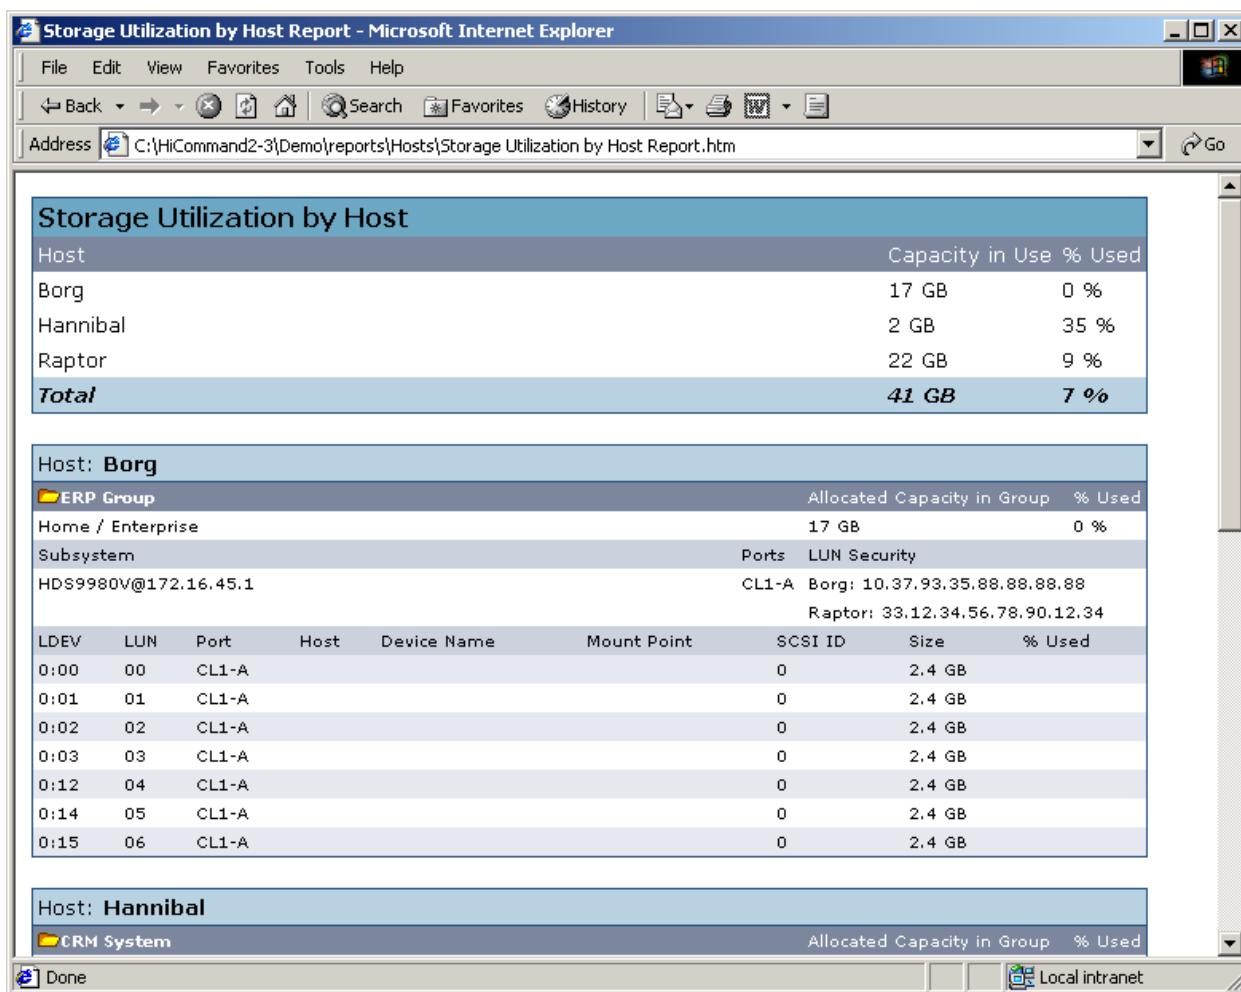 Storage Utilization by Host Report - Microsoft Internet Explorer
File Edit View Favorites Tools Help
Back Search Favorites History
Address C:\HiCommand2-3\Demo\reports\Hosts\Storage Utilization by Host Report.htm Go
Storage Utilization by Host
Host Capacity in Use % Used
Borg 17 GB 0 %
Hannibal 2 GB 35 %
Raptor 22 GB 9 %
Total 41 GB 7 %
Host: Borg
ERP Group Allocated Capacity in Group % Used
Home / Enterprise 17 GB 0 %
Subsystem Ports LUN Security
HDS9980V@172.16.45.1 CL1-A Borg: 10.37.93.35.88.88.88.88
Raptor: 33.12.34.56.78.90.12.34
LDEV LUN Port Host Device Name Mount Point SCSI ID Size % Used
0:00 00 CL1-A 0 2.4 GB
0:01 01 CL1-A 0 2.4 GB
0:02 02 CL1-A 0 2.4 GB
0:03 03 CL1-A 0 2.4 GB
0:12 04 CL1-A 0 2.4 GB
0:14 05 CL1-A 0 2.4 GB
0:15 06 CL1-A 0 2.4 GB
Host: Hannibal
CRM System Allocated Capacity in Group % Used
Done Local intranet